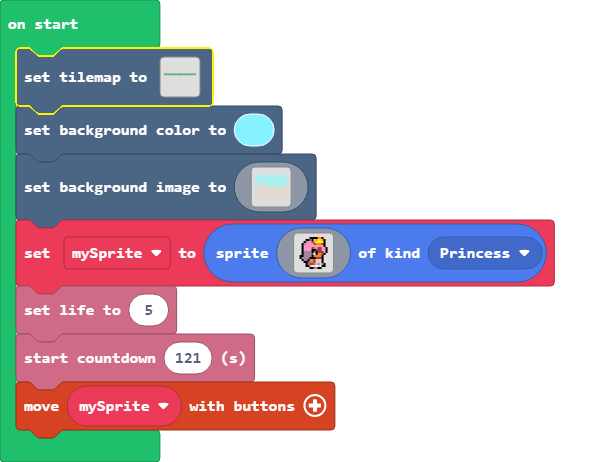 on start
set tilemap to
set background color to
set background image to
set mySprite to sprite of kind Princess
set life to 5
start countdown 121 (s)
move mySprite with buttons